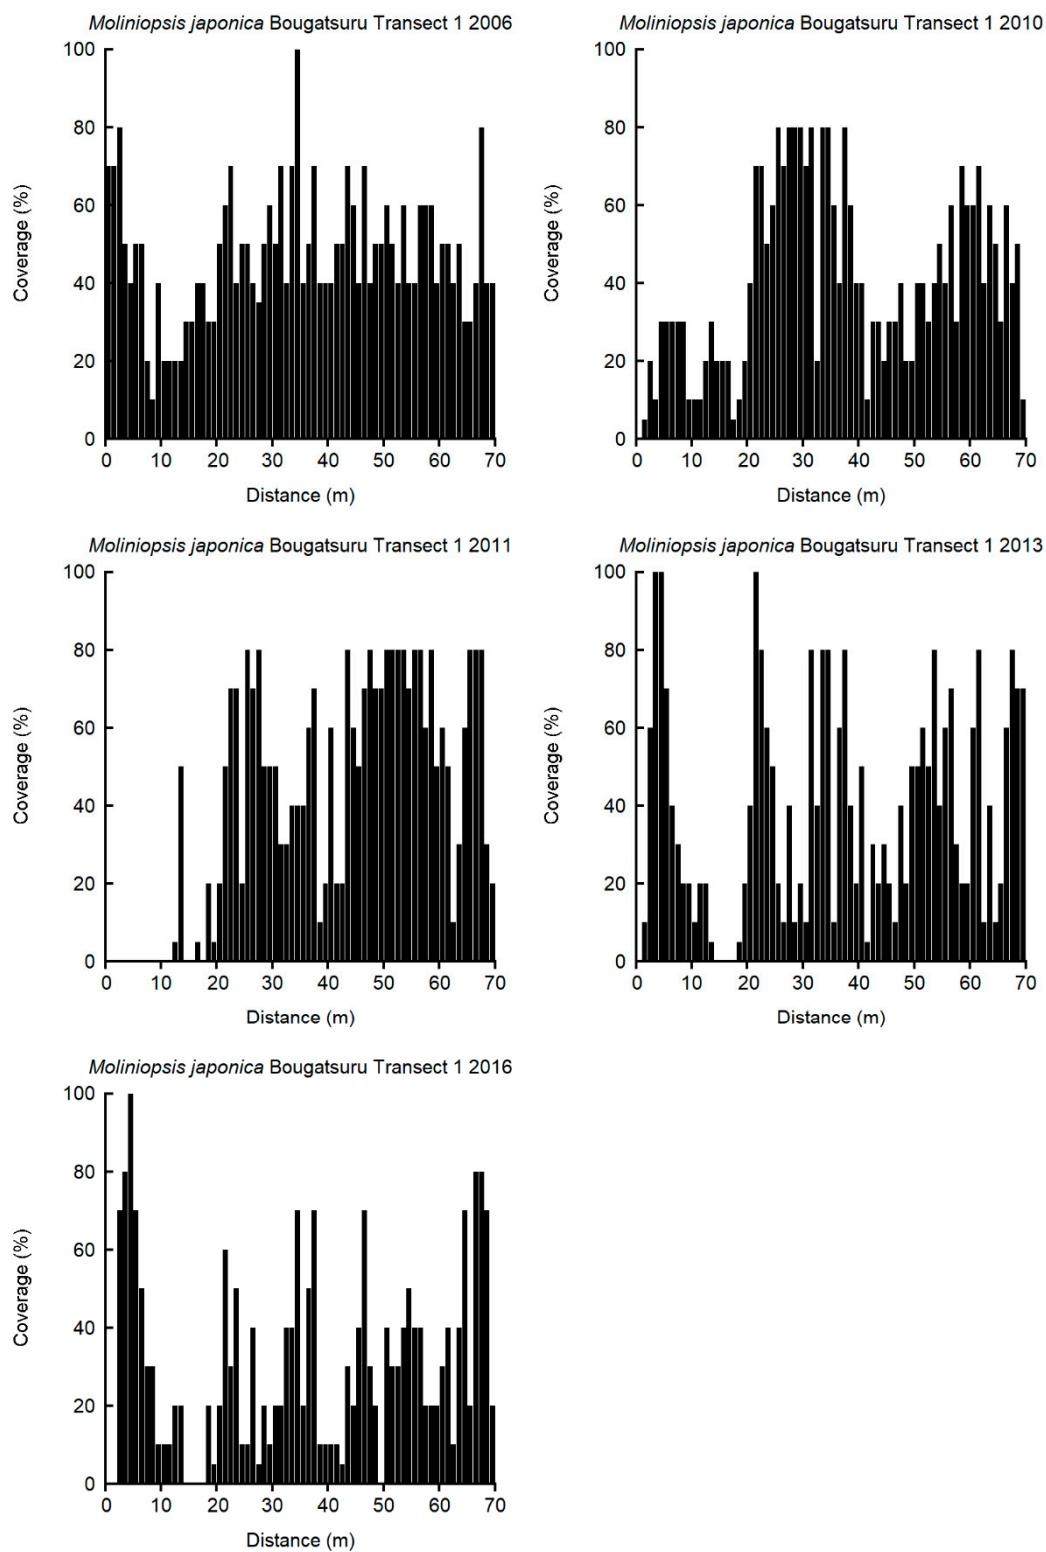 Moliniopsis japonica Bougatsuru Transect 1 2006
100
80
60
40
20
0
Coverage (%)
0 10 20 30 40 50 60 70
Distance (m)
Moliniopsis japonica Bougatsuru Transect 1 2010
100
80
60
40
20
0
Coverage (%)
0 10 20 30 40 50 60 70
Distance (m)
Moliniopsis japonica Bougatsuru Transect 1 2011
100
80
60
40
20
0
Coverage (%)
0 10 20 30 40 50 60 70
Distance (m)
Moliniopsis japonica Bougatsuru Transect 1 2013
100
80
60
40
20
0
Coverage (%)
0 10 20 30 40 50 60 70
Distance (m)
Moliniopsis japonica Bougatsuru Transect 1 2016
100
80
60
40
20
0
Coverage (%)
0 10 20 30 40 50 60 70
Distance (m)